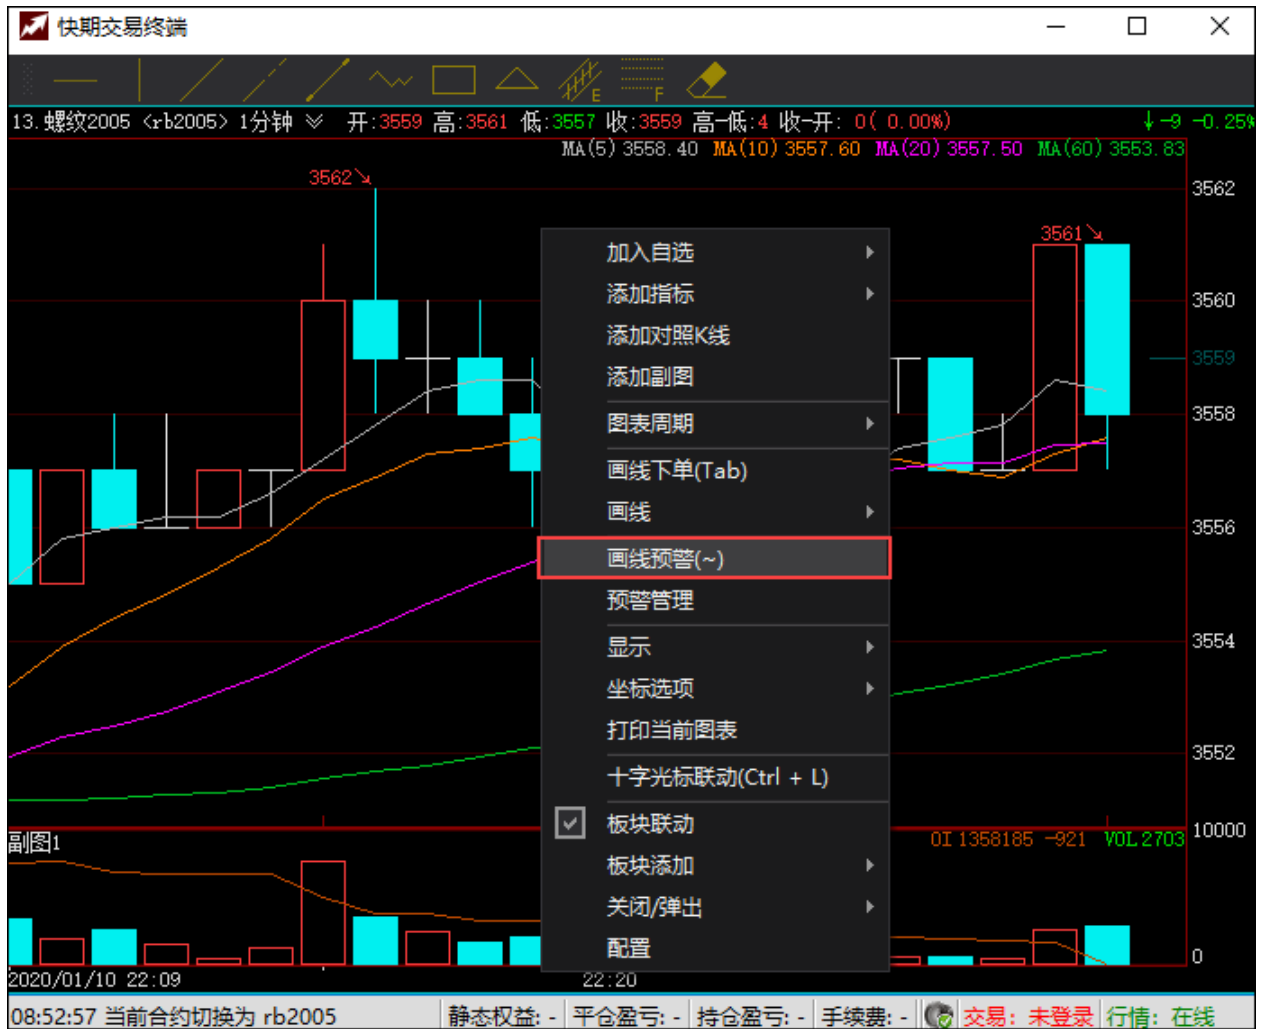 快期交易终端
E F
13.螺纹2005 <rb2005> 1分钟 开:3559 高:3561 低:3557 收:3559 高-低:4 收-开: 0( 0.00%) ↓-9 -0.25%
MA(5) 3558.40 MA(10) 3557.60 MA(20) 3557.50 MA(60) 3553.83
3562
3561
3562
3560
3559
3558
3556
3554
3552
加入自选
添加指标
添加对照K线
添加副图
图表周期
画线下单(Tab)
画线
画线预警(~)
预警管理
显示
坐标选项
打印当前图表
十字光标联动(Ctrl + L)
板块联动
板块添加
关闭/弹出
配置
副图1
OI 1358185 -921 VOL 2703
10000
0
2020/01/10 22:09 22:20
08:52:57 当前合约切换为 rb2005 静态权益: - 平仓盈亏: - 持仓盈亏: - 手续费: - 交易: 未登录 行情: 在线